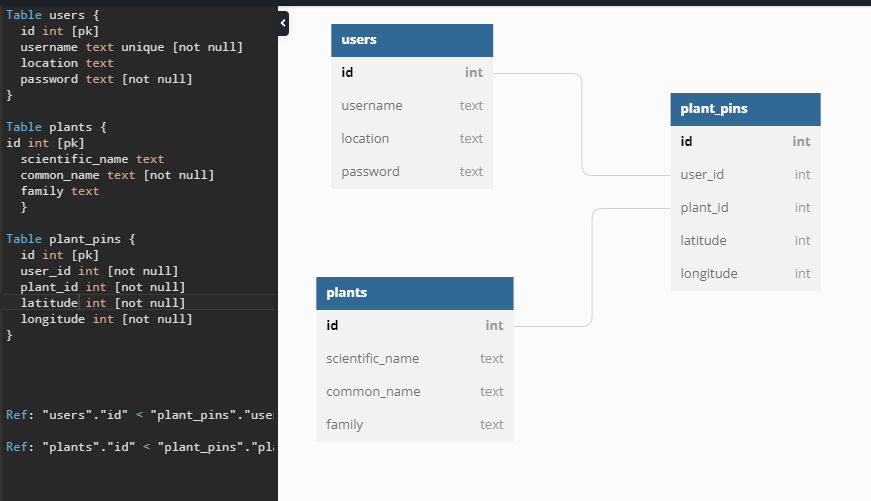 Table users {
id int [pk]
username text unique [not null]
location text
password text [not null]
}
Table plants {
id int [pk]
scientific_name text
common_name text [not null]
family text
}
Table plant_pins {
id int [pk]
user_id int [not null]
plant_id int [not null]
latitude int [not null]
longitude int [not null]
}
Ref: "users"."id" < "plant_pins"."use
Ref: "plants"."id" < "plant_pins"."pla
users
id int
username text
location text
password text
plants
id int
scientific_name text
common_name text
family text
plant_pins
id int
user_id int
plant_id int
latitude int
longitude int